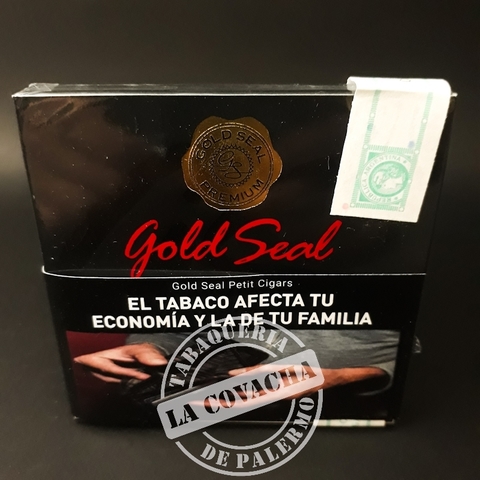 GOLD SEAL
PREMIUM
Gold Seal
Gold Seal Petit Cigars
EL TABACO AFECTA TU
ECONOMÍA Y LA DE TU FAMILIA
TABAQUERIA
LA COVACHA
DE PALERMO